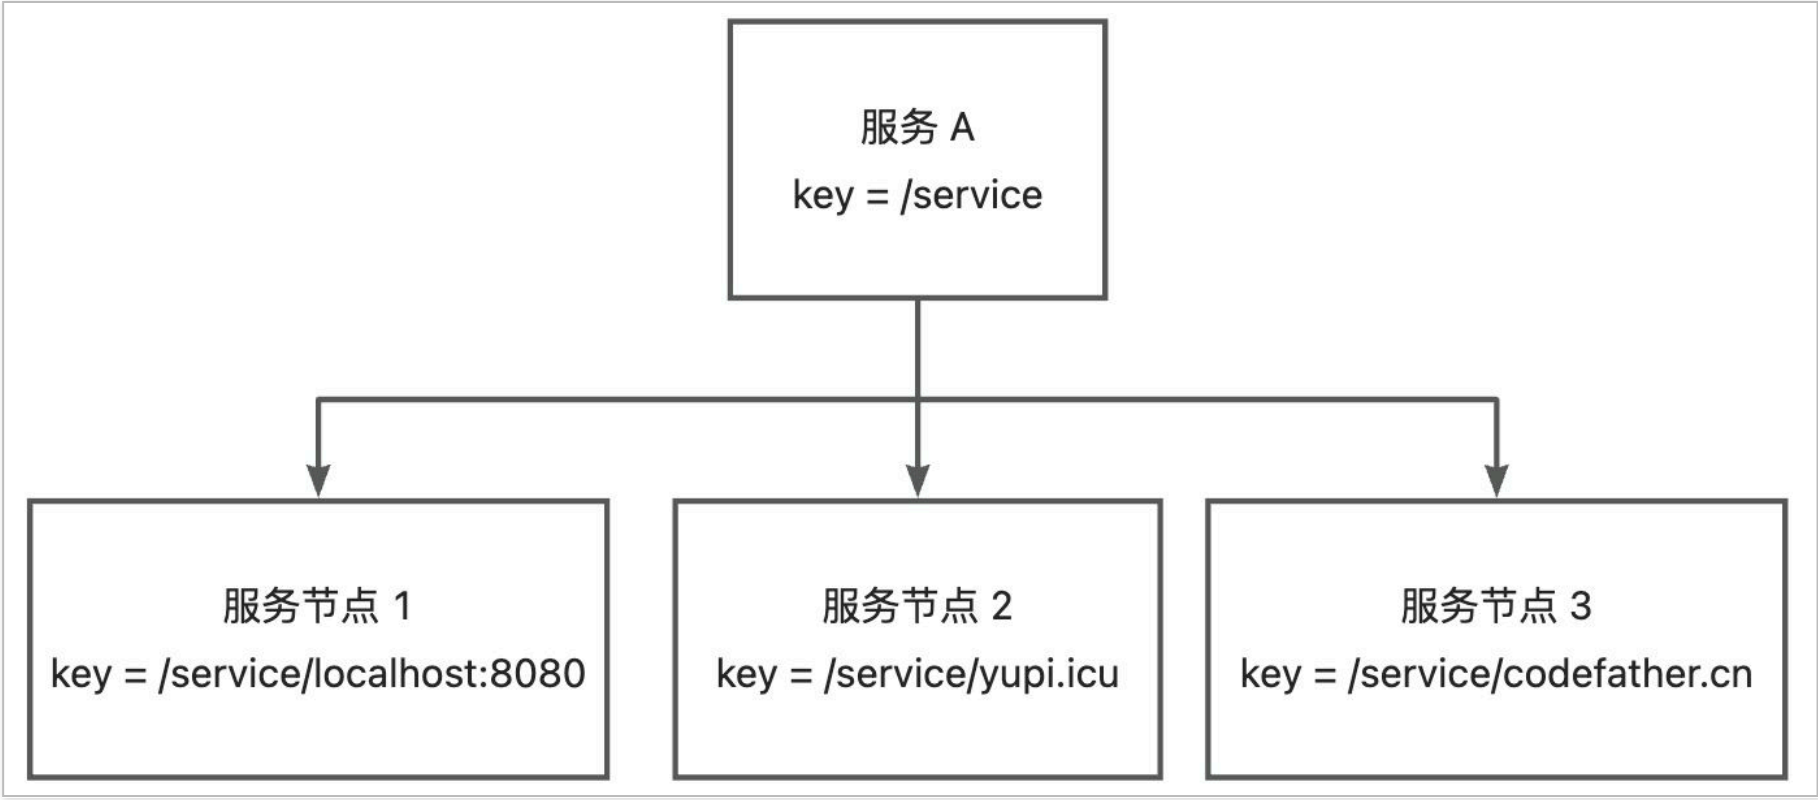 服务 A
key = /service
服务节点 1
key = /service/localhost:8080
服务节点 2
key = /service/yupi.icu
服务节点 3
key = /service/codefather.cn